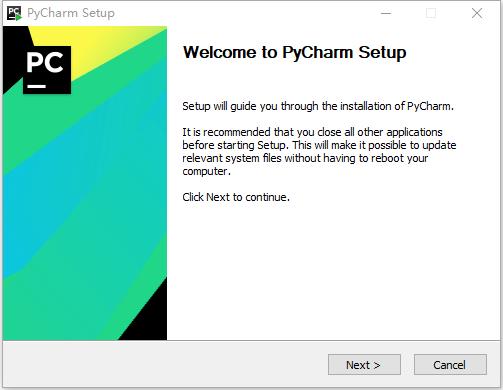 PC PyCharm Setup
PC
Welcome to PyCharm Setup
Setup will guide you through the installation of PyCharm.
It is recommended that you close all other applications
before starting Setup. This will make it possible to update
relevant system files without having to reboot your
computer.
Click Next to continue.
Next >
Cancel